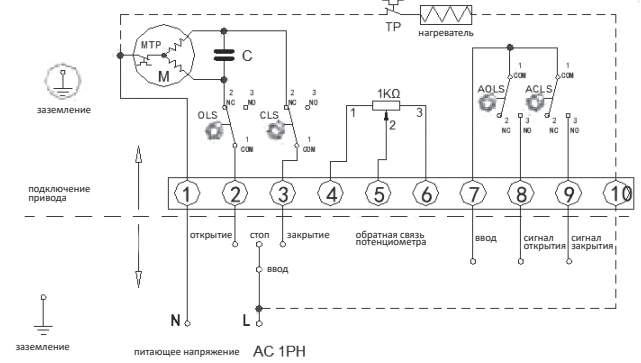 TP
нагреватель
MTP
M
C
заземление
2 3
NC NO
OLS
1
COM
2 3
NC NO
CLS
1
COM
1KΩ
1 3
2
1
COM
AOLS
2 3
NC NO
1
COM
ACLS
2 3
NC NO
подключение
привода
1 2 3 4 5 6 7 8 9 10
открытие
стоп
закрытие
обратная связь
потенциометра
ввод
сигнал
открытия
сигнал
закрытия
ввод
N
L
заземление
питающее напряжение AC 1PH